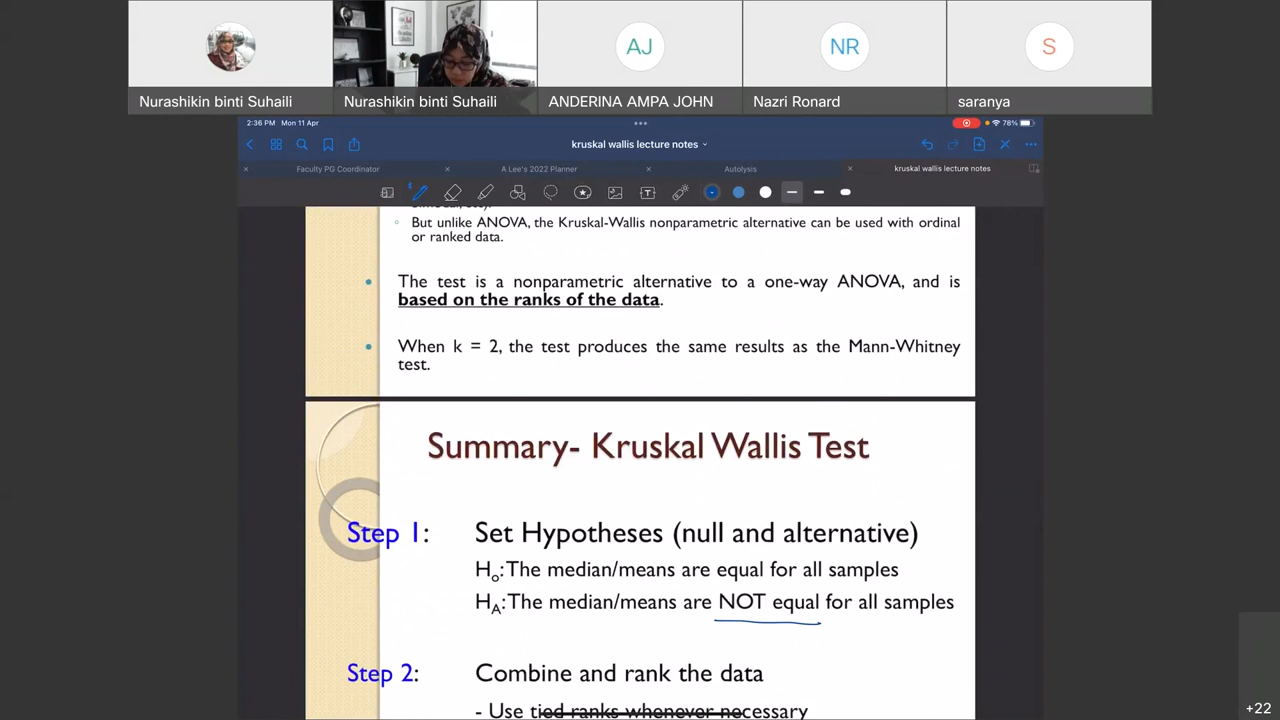 AJ
NR
S
Nurashikin binti Suhaili
Nurashikin binti Suhaili
ANDERINA AMPA JOHN
Nazri Ronard
saranya
2:36 PM Mon 11 Apr
78%
kruskal wallis lecture notes
Faculty PG Coordinator
A Lee's 2022 Planner
Autolysis
kruskal wallis lecture notes
But unlike ANOVA, the Kruskal-Wallis nonparametric alternative can be used with ordinal
or ranked data.
The test is a nonparametric alternative to a one-way ANOVA, and is
based on the ranks of the data.
When k = 2, the test produces the same results as the Mann-Whitney
test.
Summary- Kruskal Wallis Test
Step 1: Set Hypotheses (null and alternative)
Ho: The median/means are equal for all samples
HA: The median/means are NOT equal for all samples
Step 2: Combine and rank the data
- Use tied ranks whenever necessary
+22